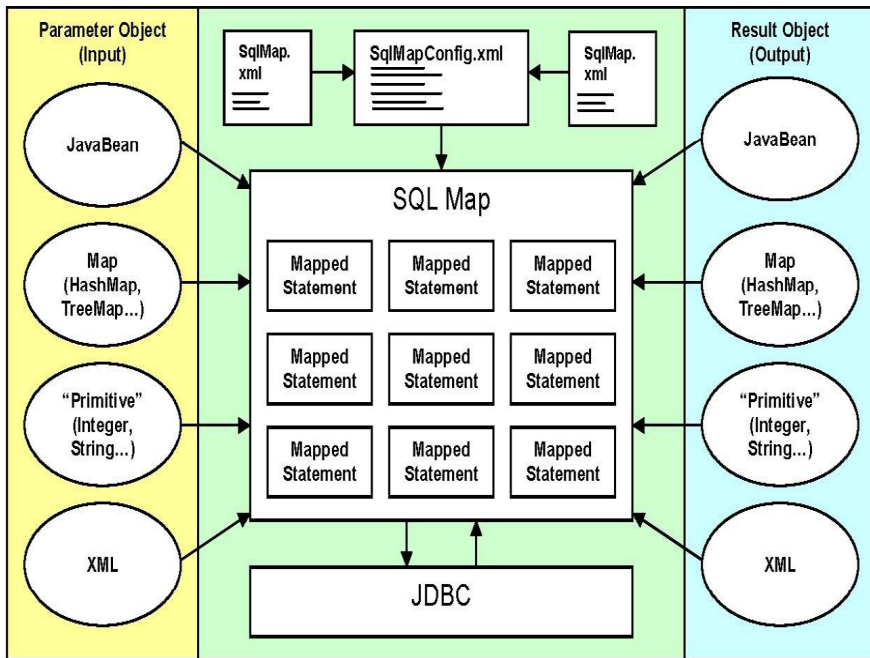 Parameter Object
(Input)
JavaBean
Map
(HashMap,
TreeMap...)
“Primitive”
(Integer,
String...)
XML
SqlMap.
xml
SqlMapConfig.xml
SqlMap.
xml
SQL Map
Mapped
Statement
Mapped
Statement
Mapped
Statement
Mapped
Statement
Mapped
Statement
Mapped
Statement
Mapped
Statement
Mapped
Statement
Mapped
Statement
JDBC
Result Object
(Output)
JavaBean
Map
(HashMap,
TreeMap...)
“Primitive”
(Integer,
String...)
XML